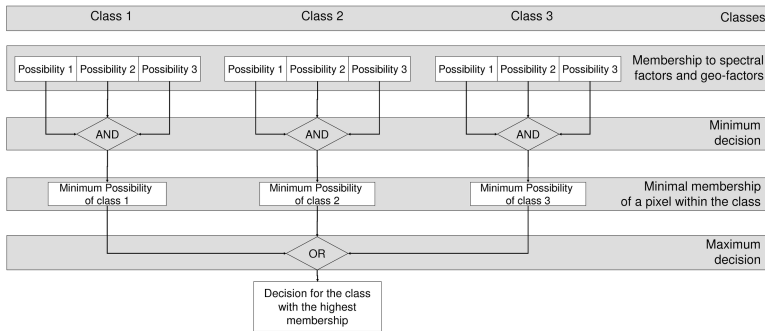 Class 1 Class 2 Class 3 Classes
Possibility 1 Possibility 2 Possibility 3 Possibility 1 Possibility 2 Possibility 3 Possibility 1 Possibility 2 Possibility 3
Membership to spectral
factors and geo-factors
AND AND AND
Minimum
decision
Minimum Possibility
of class 1
Minimum Possibility
of class 2
Minimum Possibility
of class 3
Minimal membership
of a pixel within the class
OR
Maximum
decision
Decision for the class
with the highest
membership